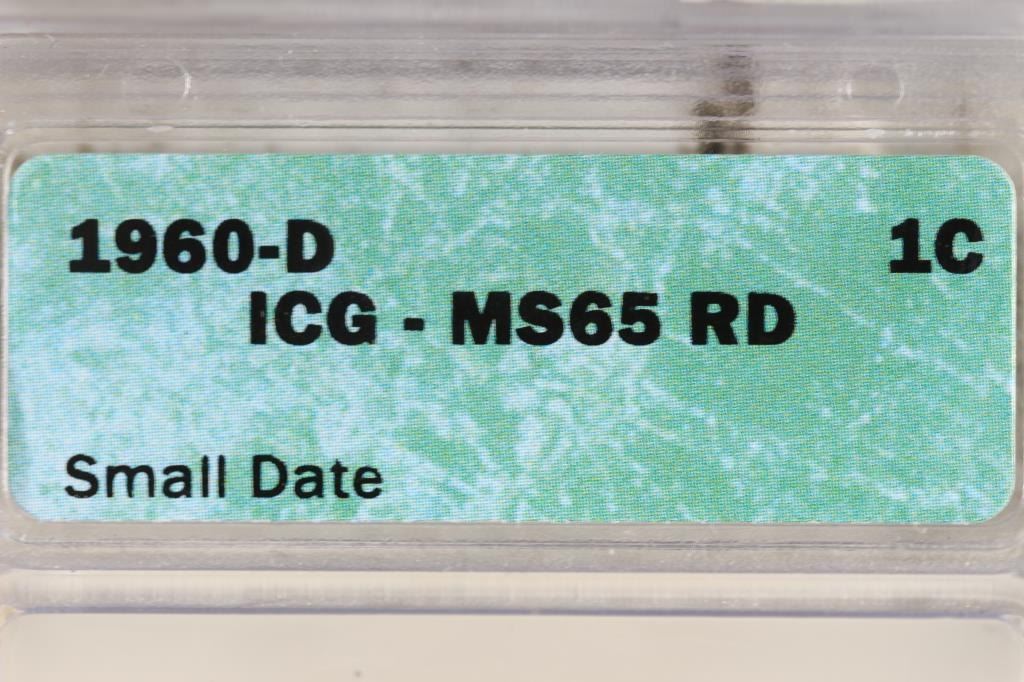 1960-D 1C
ICG - MS65 RD
Small Date